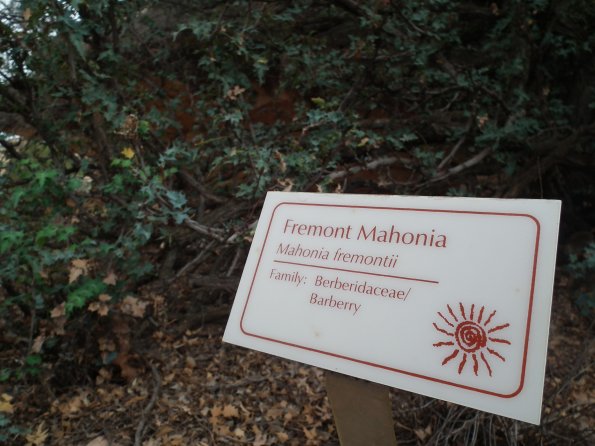 Fremont Mahonia
Mahonia fremontii
Family: Berberidaceae/
Barberry